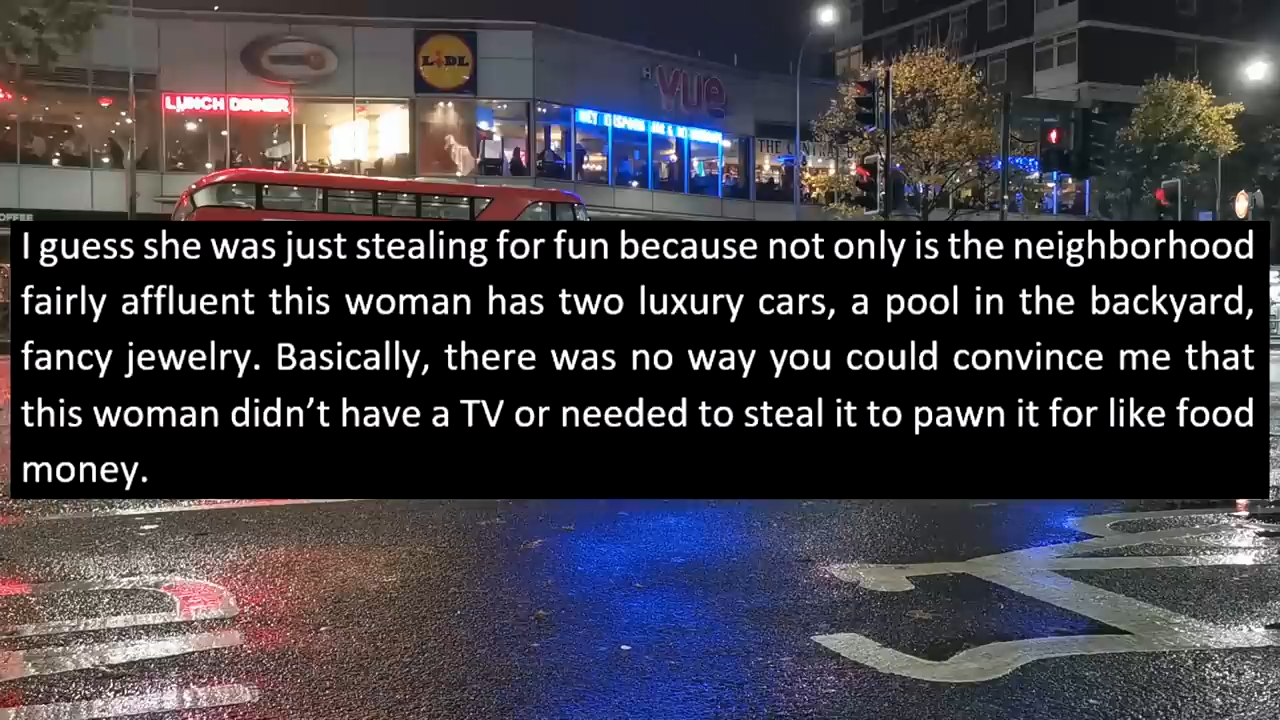 LUNCH DINNER
LIDL
vue
OFFEE
I guess she was just stealing for fun because not only is the neighborhood
fairly affluent this woman has two luxury cars, a pool in the backyard,
fancy jewelry. Basically, there was no way you could convince me that
this woman didn’t have a TV or needed to steal it to pawn it for like food
money.